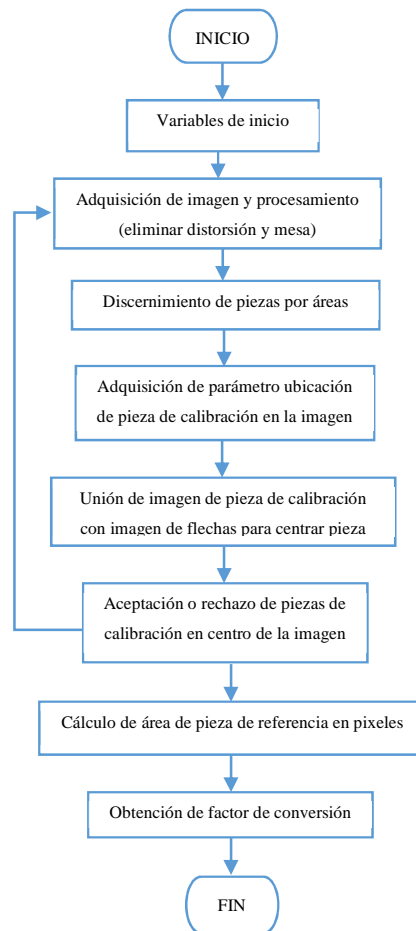 INICIO
Variables de inicio
Adquisición de imagen y procesamiento
(eliminar distorsión y mesa)
Discernimiento de piezas por áreas
Adquisición de parámetro ubicación
de pieza de calibración en la imagen
Unión de imagen de pieza de calibración
con imagen de flechas para centrar pieza
Aceptación o rechazo de piezas de
calibración en centro de la imagen
Cálculo de área de pieza de referencia en pixeles
Obtención de factor de conversión
FIN